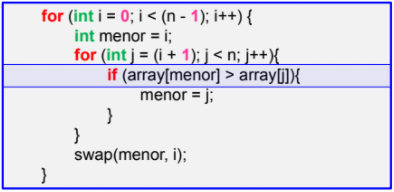 for (int i = 0; i < (n - 1); i++) {
int menor = i;
for (int j = (i + 1); j < n; j++){
if (array[menor] > array[j]){
menor = j;
}
}
swap(menor, i);
}